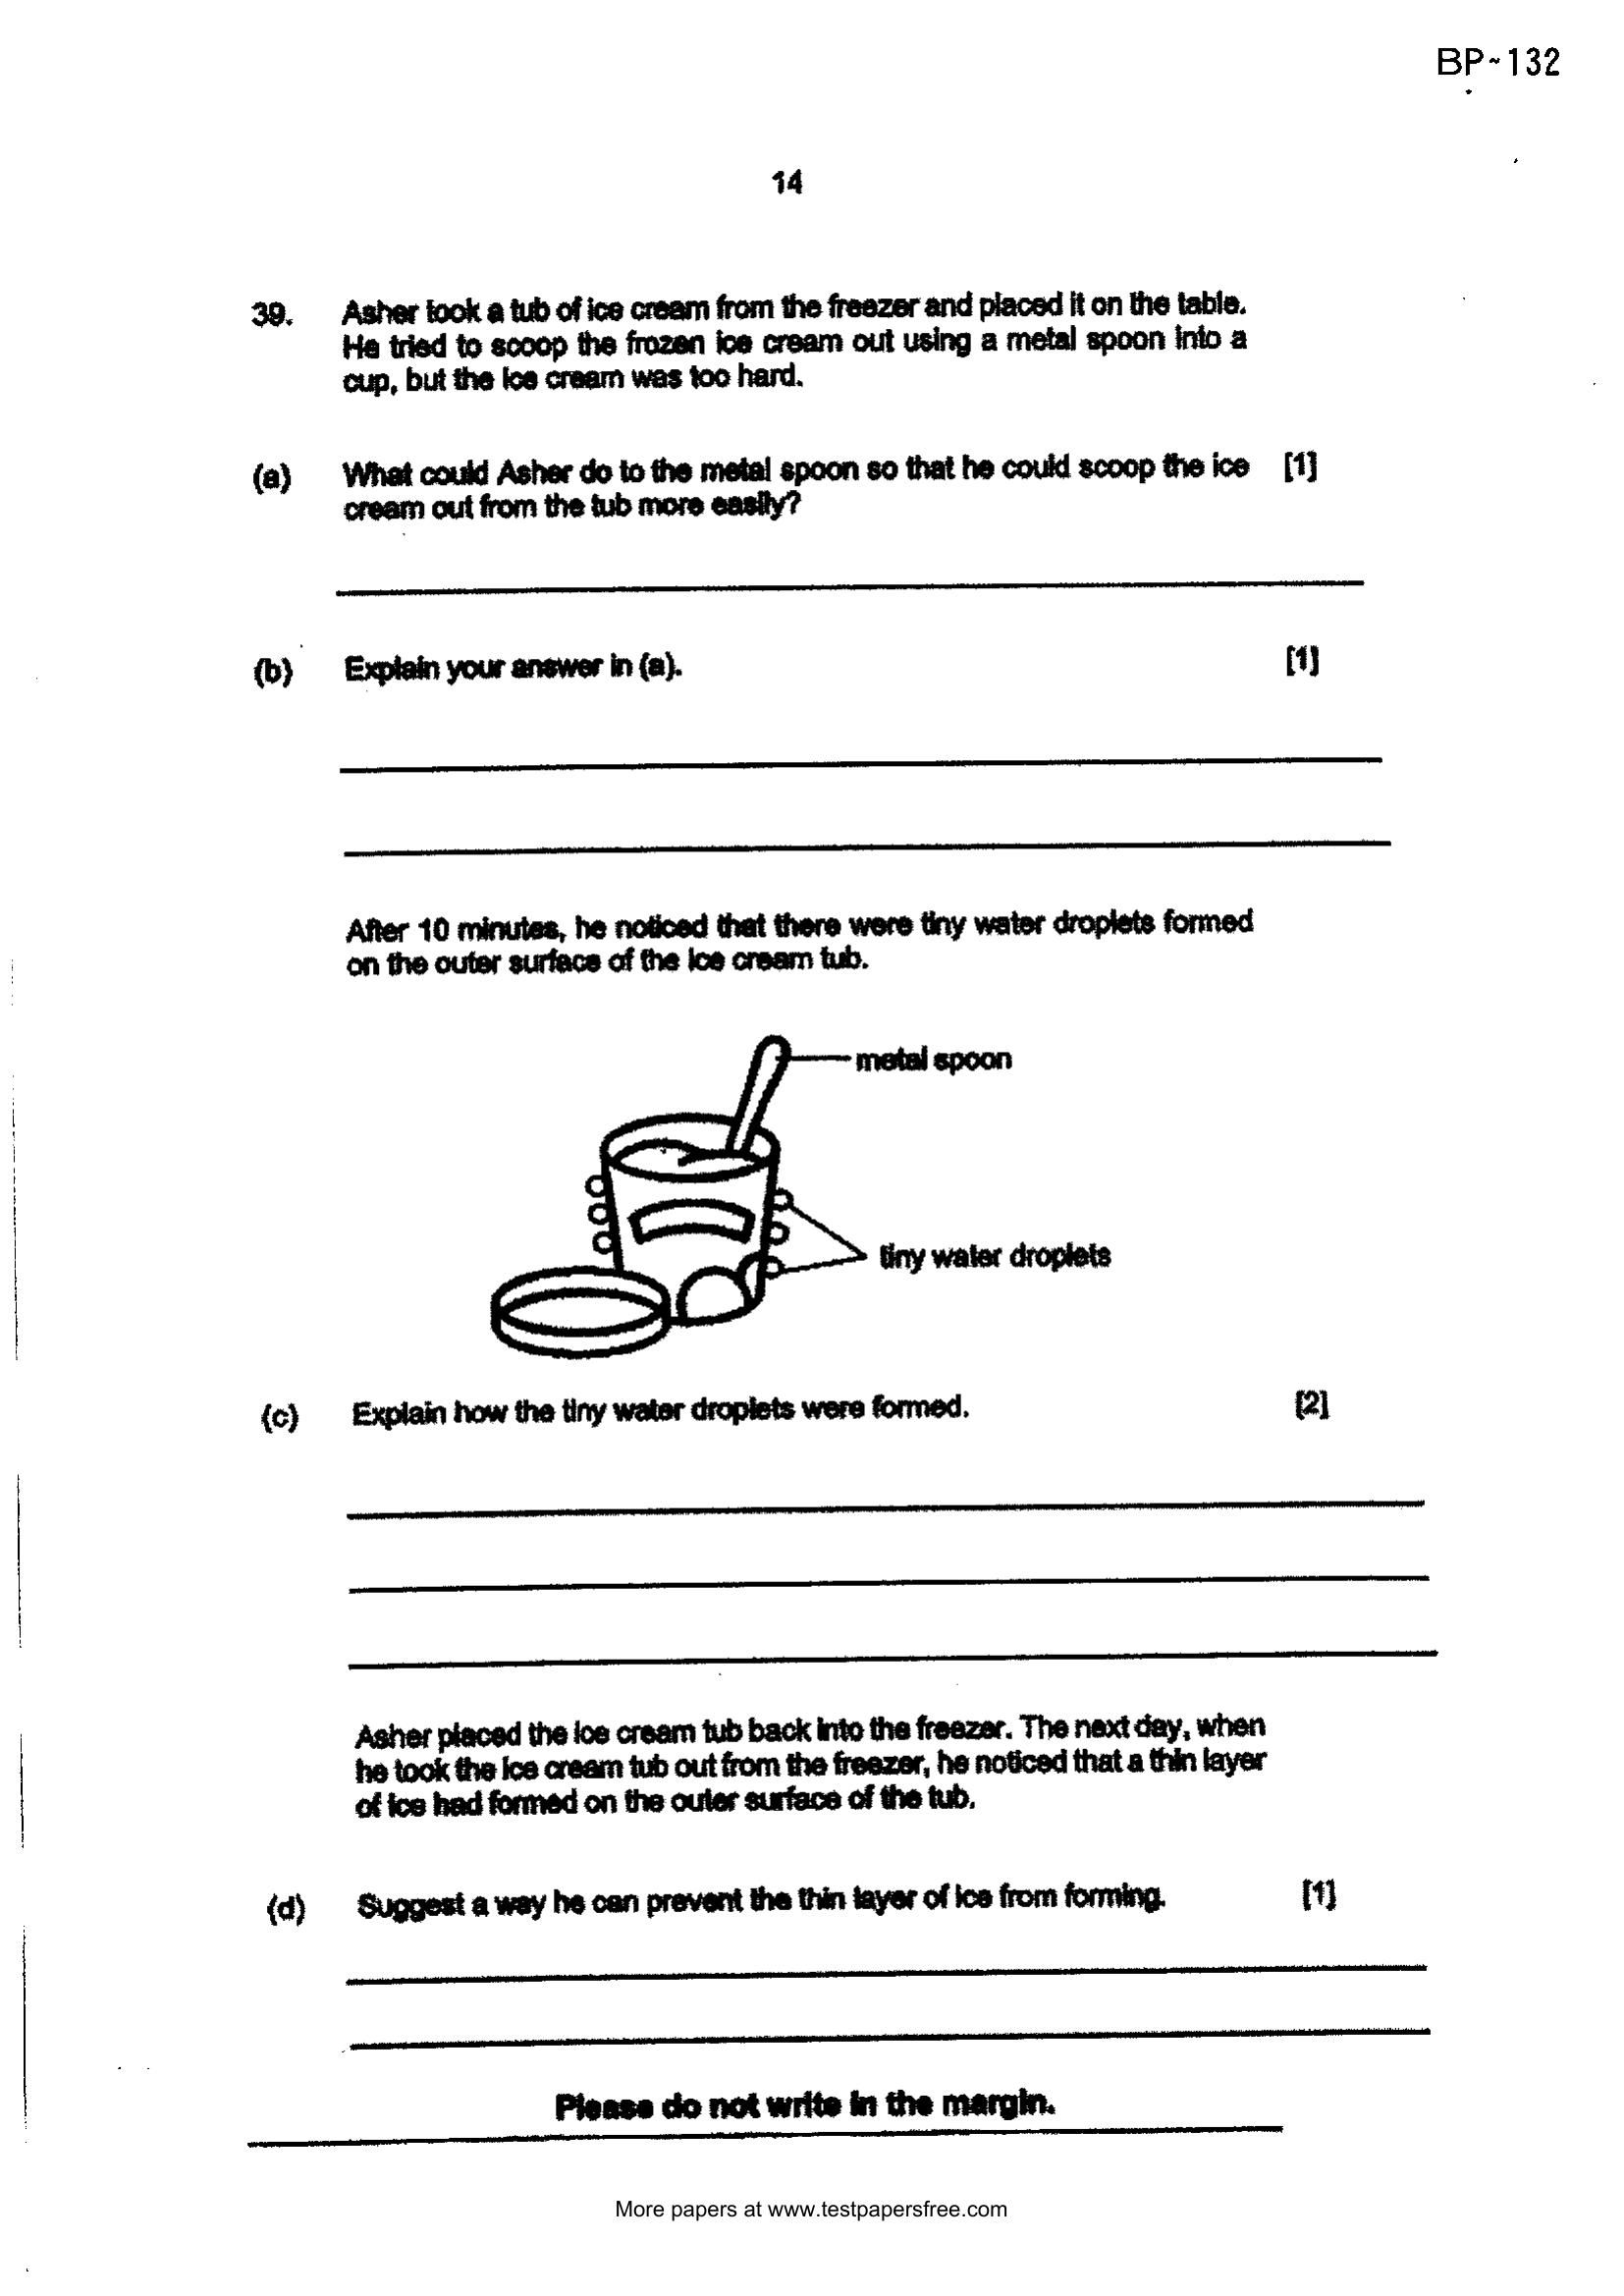 BP~132
14
39. Asher took a tub of ice cream from the freezer and placed it on the table.
He tried to scoop the frozen ice cream out using a metal spoon into a
cup, but the ice cream was too hard.
(a) What could Asher do to the metal spoon so that he could scoop the ice [1]
cream out from the tub more easily?
(b) Explain your answer in (a). [1]
After 10 minutes, he noticed that there were tiny water droplets formed
on the outer surface of the ice cream tub.
metal spoon
tiny water droplets
(c) Explain how the tiny water droplets were formed. [2]
Asher placed the ice cream tub back into the freezer. The next day, when
he took the ice cream tub out from the freezer, he noticed that a thin layer
of ice had formed on the outer surface of the tub.
(d) Suggest a way he can prevent the thin layer of ice from forming. [1]
Please do not write in the margin.
More papers at www.testpapersfree.com